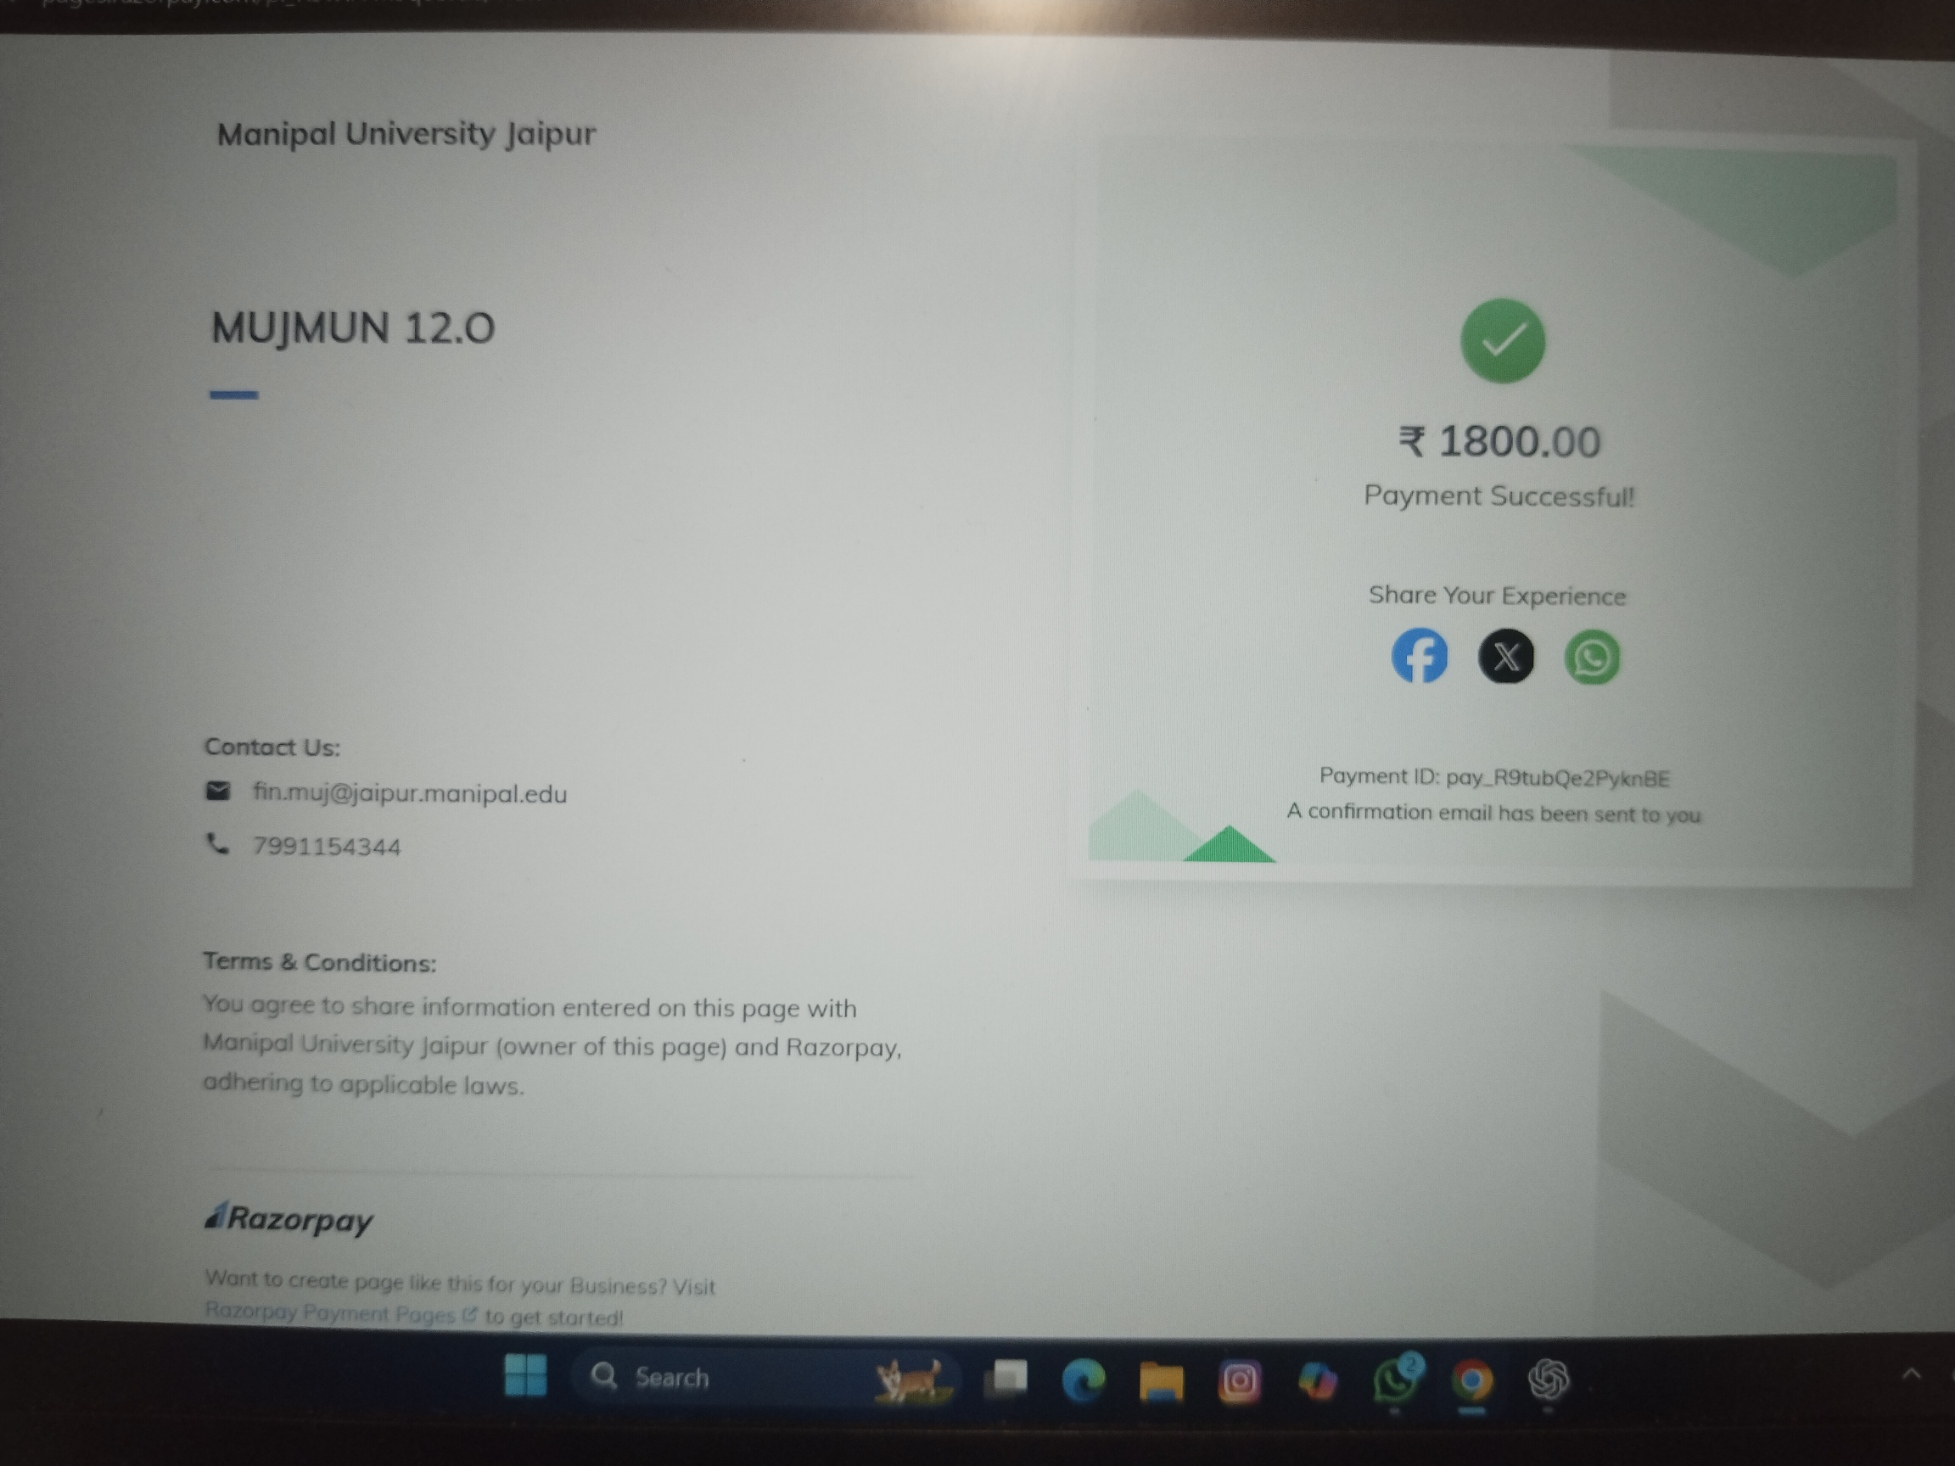 Manipal University Jaipur
MUJMUN 12.O
Contact Us:
fin.muj@jaipur.manipal.edu
7991154344
Terms & Conditions:
You agree to share information entered on this page with
Manipal University Jaipur (owner of this page) and Razorpay,
adhering to applicable laws.
Razorpay
Want to create page like this for your Business? Visit
Razorpay Payment Pages to get started!
₹ 1800.00
Payment Successful!
Share Your Experience
Payment ID: pay_R9tubQe2PyknBE
A confirmation email has been sent to you
Search
2